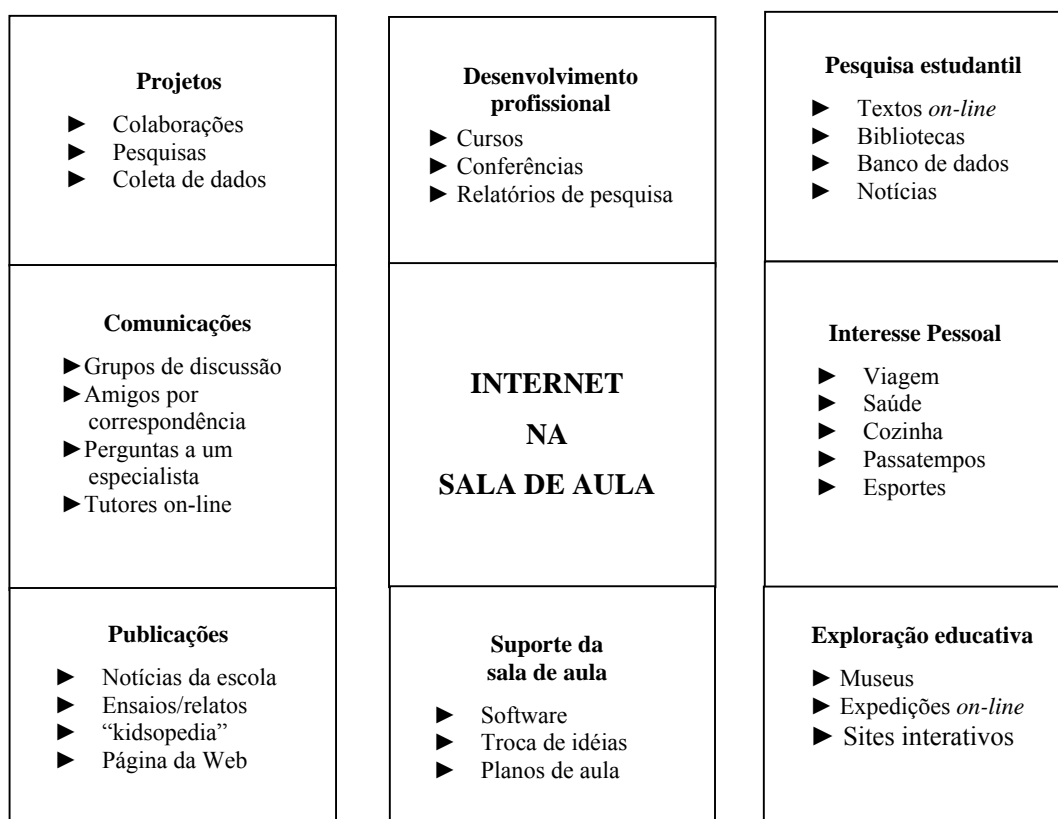 Projetos
► Colaborações
► Pesquisas
► Coleta de dados
Desenvolvimento
profissional
► Cursos
► Conferências
► Relatórios de pesquisa
Pesquisa estudantil
► Textos on-line
► Bibliotecas
► Banco de dados
► Notícias
Comunicações
► Grupos de discussão
► Amigos por
correspondência
► Perguntas a um
especialista
► Tutores on-line
INTERNET
NA
SALA DE AULA
Interesse Pessoal
► Viagem
► Saúde
► Cozinha
► Passatempos
► Esportes
Publicações
► Notícias da escola
► Ensaios/relatos
► “kidsopedia”
► Página da Web
Suporte da
sala de aula
► Software
► Troca de idéias
► Planos de aula
Exploração educativa
► Museus
► Expedições on-line
► Sites interativos